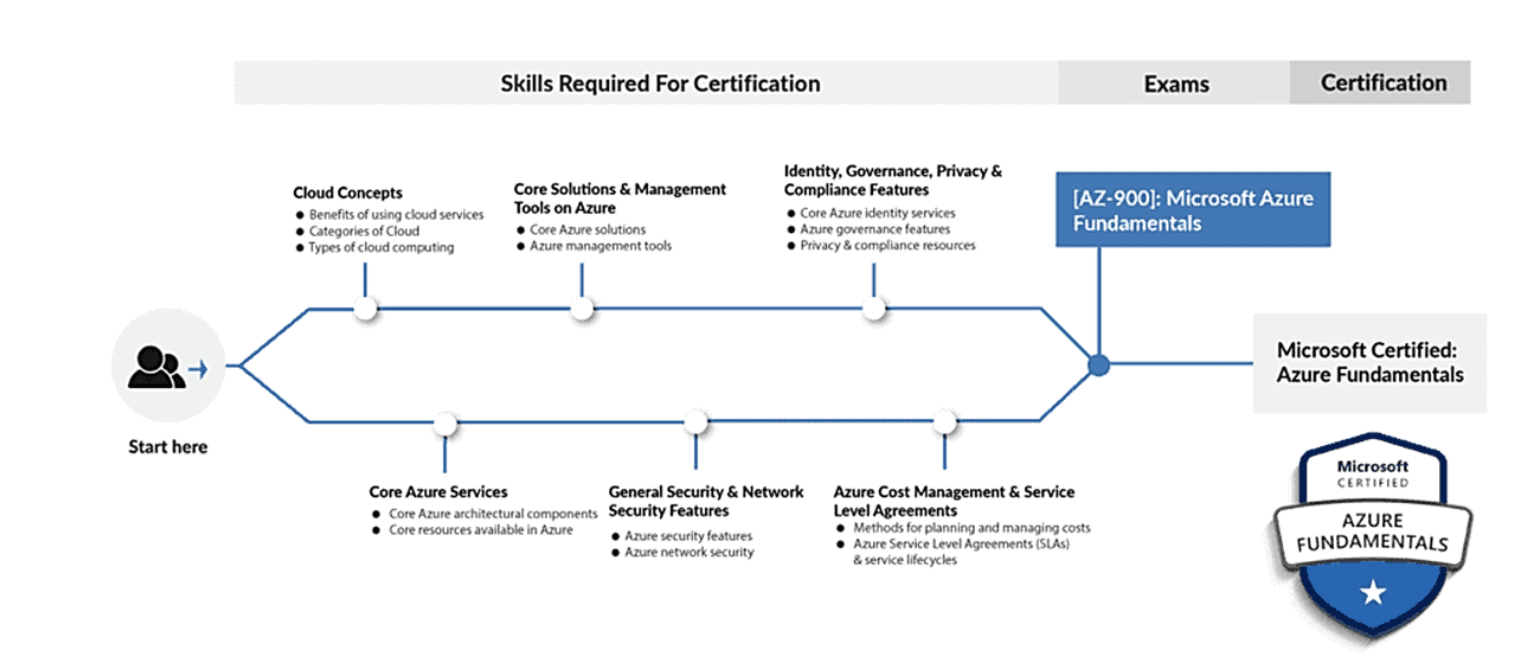 Skills Required For Certification
Exams
Certification
Cloud Concepts
● Benefits of using cloud services
● Categories of Cloud
● Types of cloud computing
Core Solutions & Management
Tools on Azure
● Core Azure solutions
● Azure management tools
Identity, Governance, Privacy &
Compliance Features
● Core Azure identity services
● Azure governance features
● Privacy & compliance resources
[AZ-900]: Microsoft Azure
Fundamentals
Start here
Microsoft Certified:
Azure Fundamentals
Core Azure Services
● Core Azure architectural components
● Core resources available in Azure
General Security & Network
Security Features
● Azure security features
● Azure network security
Azure Cost Management & Service
Level Agreements
● Methods for planning and managing costs
● Azure Service Level Agreements (SLAs)
& service lifecycles
Microsoft
CERTIFIED
AZURE
FUNDAMENTALS